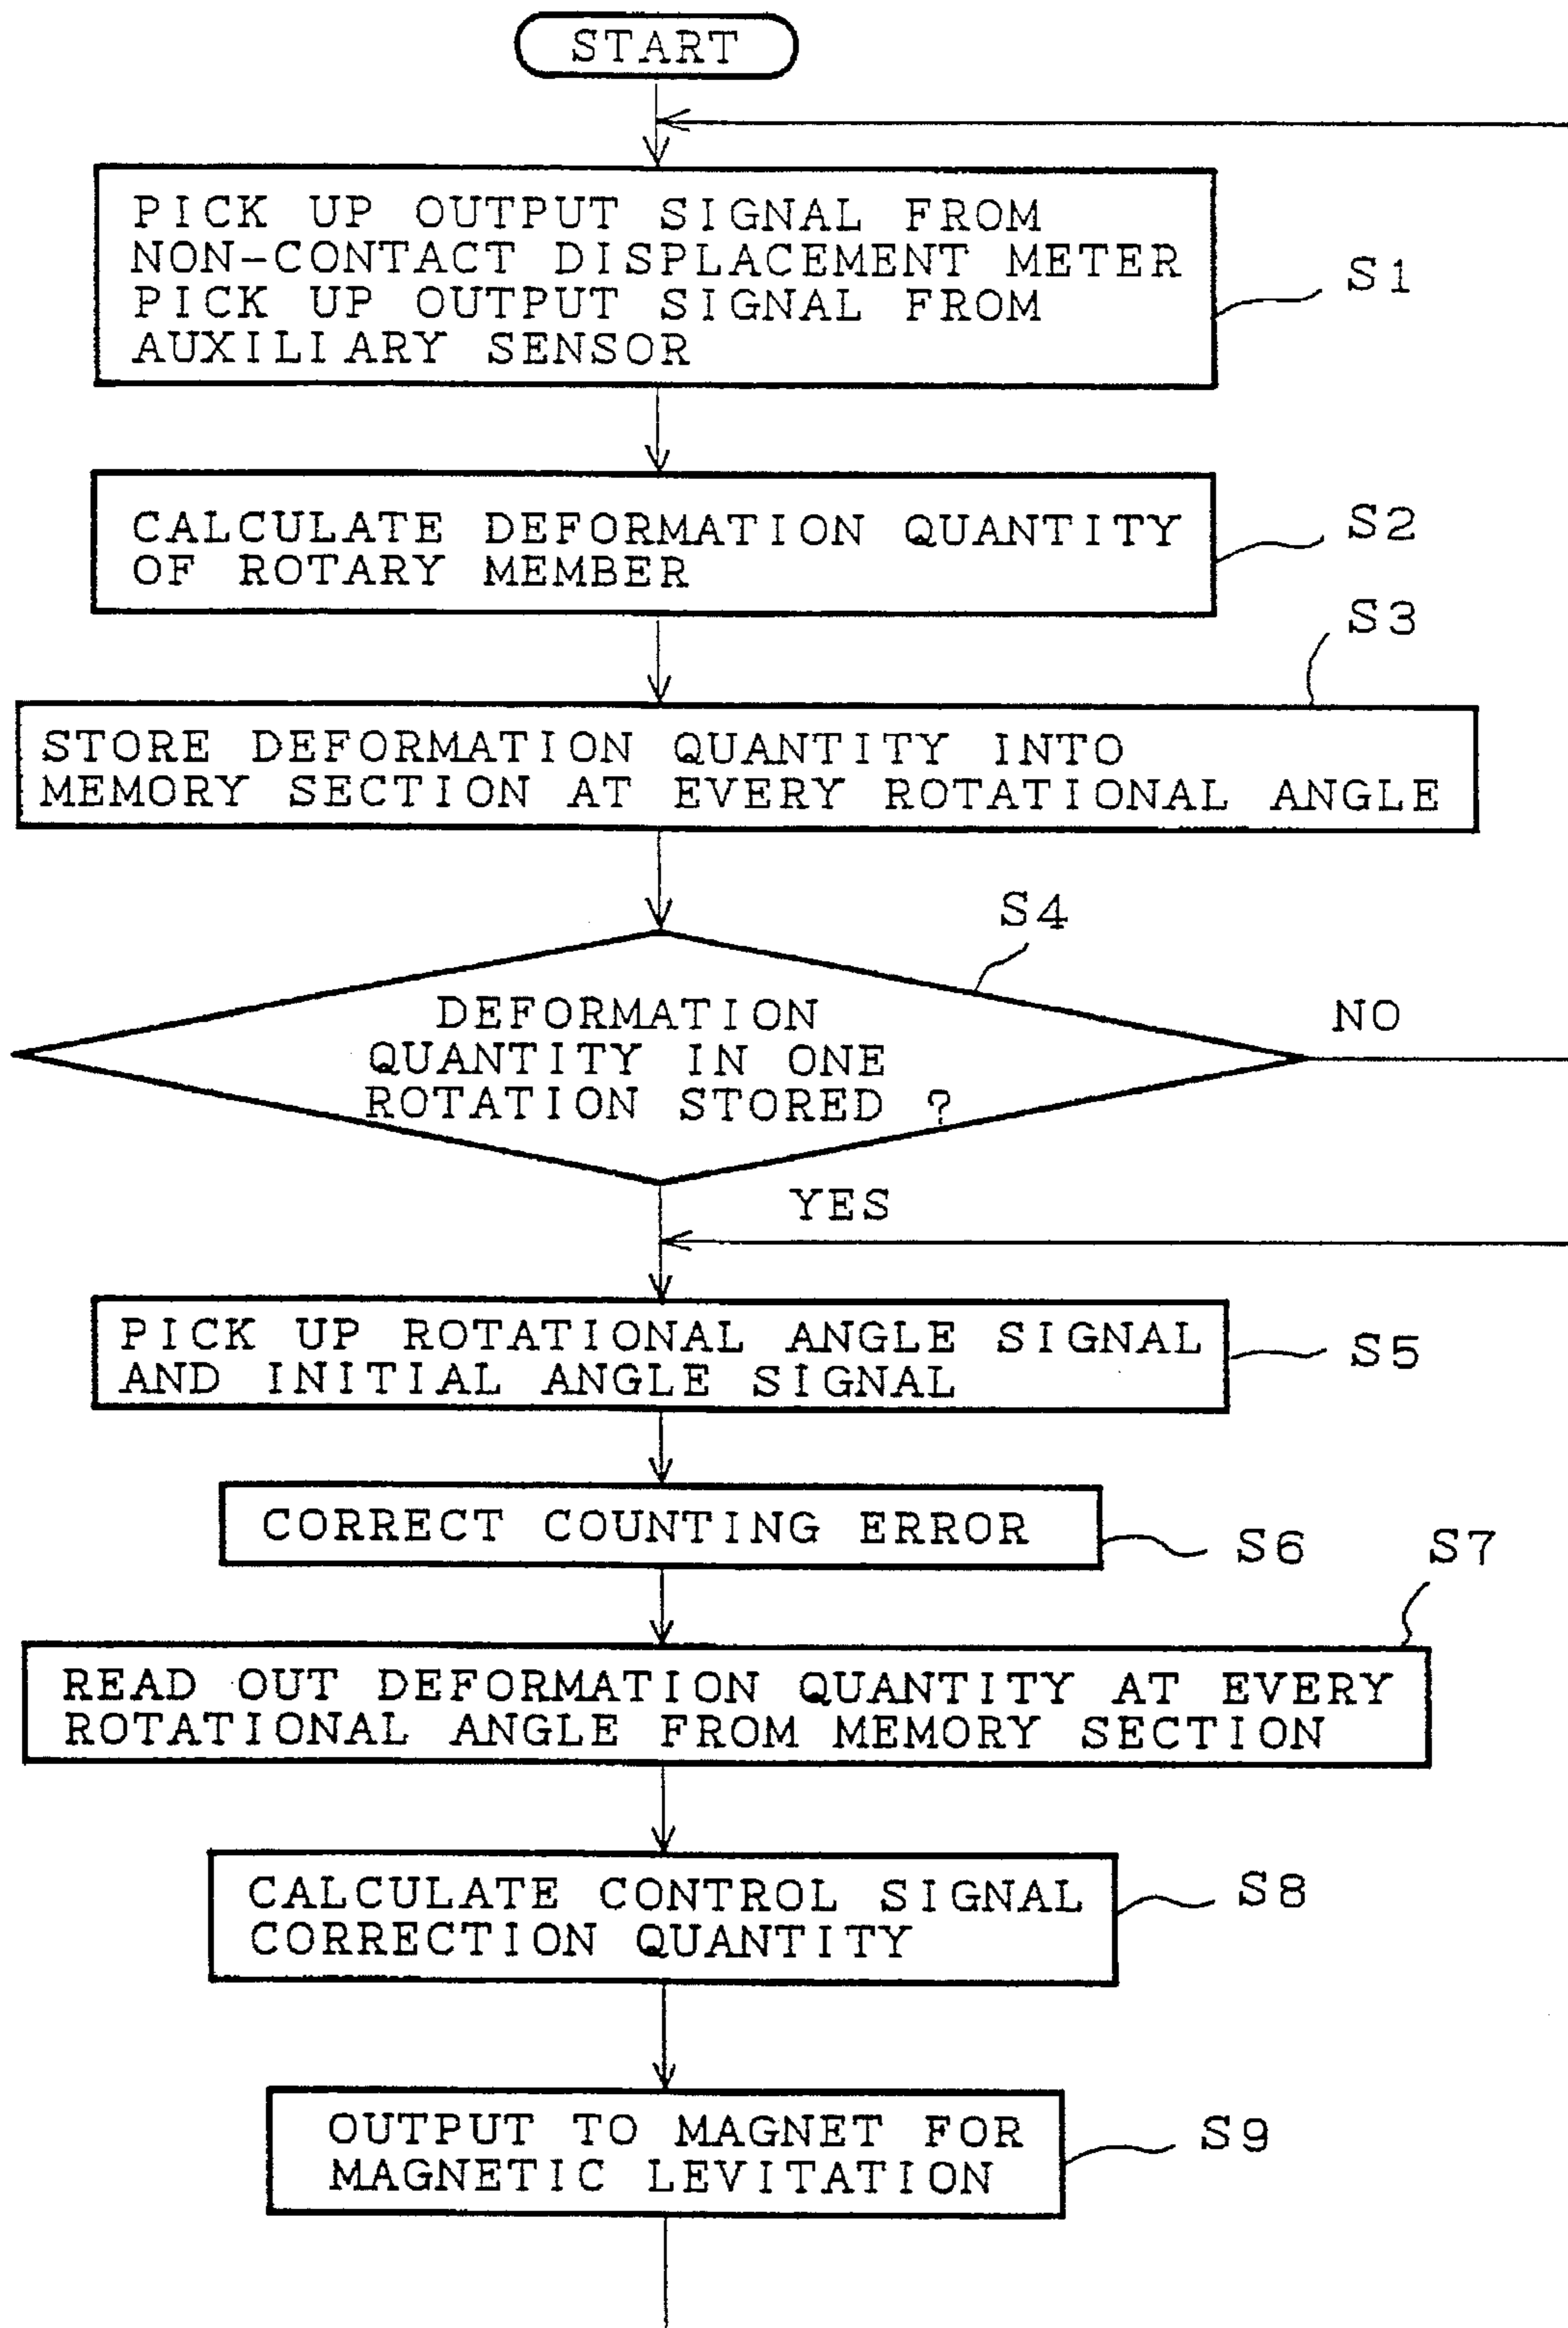 START
PICK UP OUTPUT SIGNAL FROM
NON-CONTACT DISPLACEMENT METER
PICK UP OUTPUT SIGNAL FROM
AUXILIARY SENSOR
S1
CALCULATE DEFORMATION QUANTITY
OF ROTARY MEMBER
S2
S3
STORE DEFORMATION QUANTITY INTO
MEMORY SECTION AT EVERY ROTATIONAL ANGLE
S4
DEFORMATION
QUANTITY IN ONE
ROTATION STORED ?
NO
YES
PICK UP ROTATIONAL ANGLE SIGNAL
AND INITIAL ANGLE SIGNAL
S5
CORRECT COUNTING ERROR
S6
S7
READ OUT DEFORMATION QUANTITY AT EVERY
ROTATIONAL ANGLE FROM MEMORY SECTION
CALCULATE CONTROL SIGNAL
CORRECTION QUANTITY
S8
OUTPUT TO MAGNET FOR
MAGNETIC LEVITATION
S9